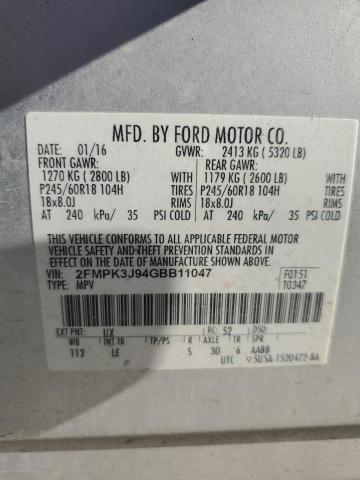 MFD. BY FORD MOTOR CO.
DATE: 01/16 GVWR: 2413 KG ( 5320 LB)
FRONT GAWR: REAR GAWR:
1270 KG ( 2800 LB) 1179 KG ( 2600 LB)
P245/60R18 104H TIRES P245/60R18 104H TIRES
18x8.0J RIMS 18x8.0J RIMS
AT 240 kPa/ 35 PSI COLD AT 240 kPa/ 35 PSI COLD
THIS VEHICLE CONFORMS TO ALL APPLICABLE FEDERAL MOTOR
VEHICLE SAFETY AND THEFT PREVENTION STANDARDS IN
EFFECT ON THE DATE OF MANUFACTURE SHOWN ABOVE.
VIN: 2FMPK3J94GBB11047 F0151
TYPE: MPV T0347
EXT PNT: UX RC: 52 DSO:
WB INT TR TP/PS R AXLE TR SPR
112 LE S 3D 6 AABB
UTC 5U5A-1520472-BA